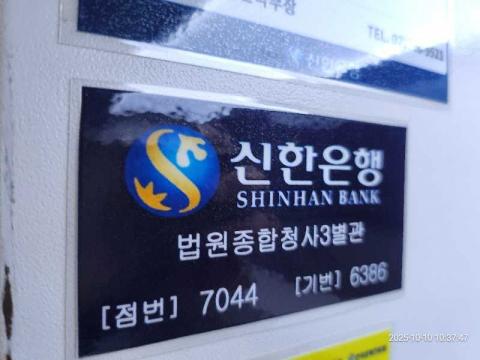 TEL.
신한은행
SHINHAN BANK
법원종합청사3별관
[점번] 7044 [기번] 6386
2025-10-10 10:37:47